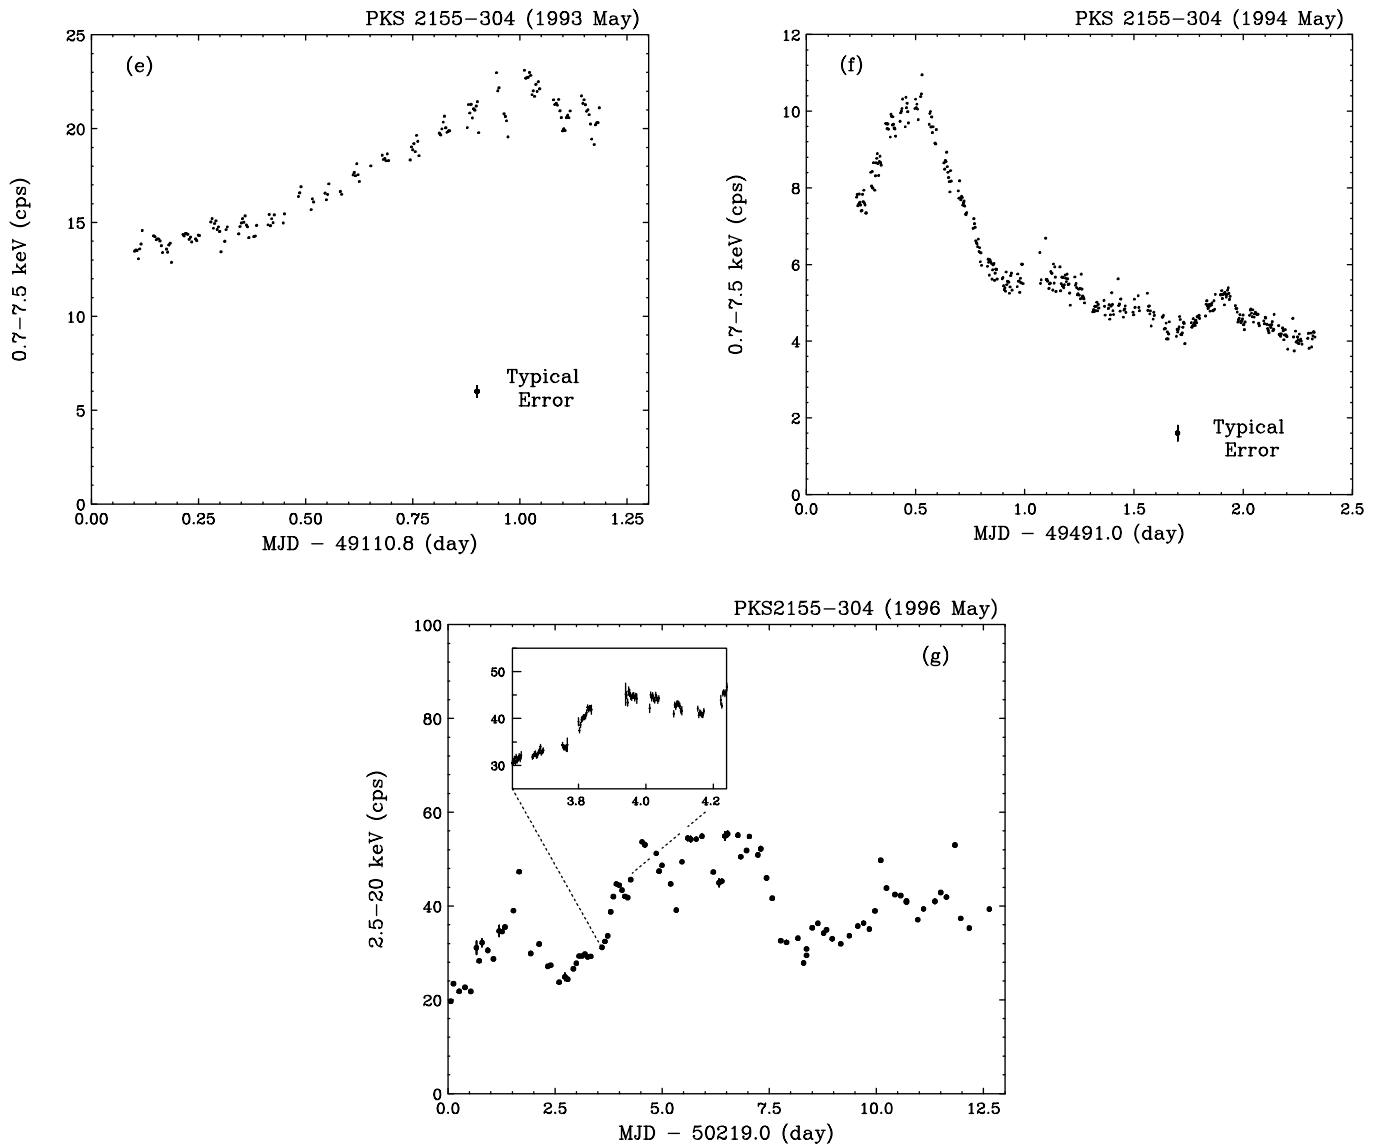 PKS 2155−304 (1993 May)
25
20
15
10
5
0
(e)
0.7−7.5 keV (cps)
Typical
Error
0.00 0.25 0.50 0.75 1.00 1.25
MJD − 49110.8 (day)
PKS 2155−304 (1994 May)
12
10
8
6
4
2
0
(f)
0.7−7.5 keV (cps)
Typical
Error
0.0 0.5 1.0 1.5 2.0 2.5
MJD − 49491.0 (day)
PKS2155−304 (1996 May)
100
80
60
40
20
0
(g)
2.5−20 keV (cps)
50
40
30
3.8 4.0 4.2
0.0 2.5 5.0 7.5 10.0 12.5
MJD − 50219.0 (day)